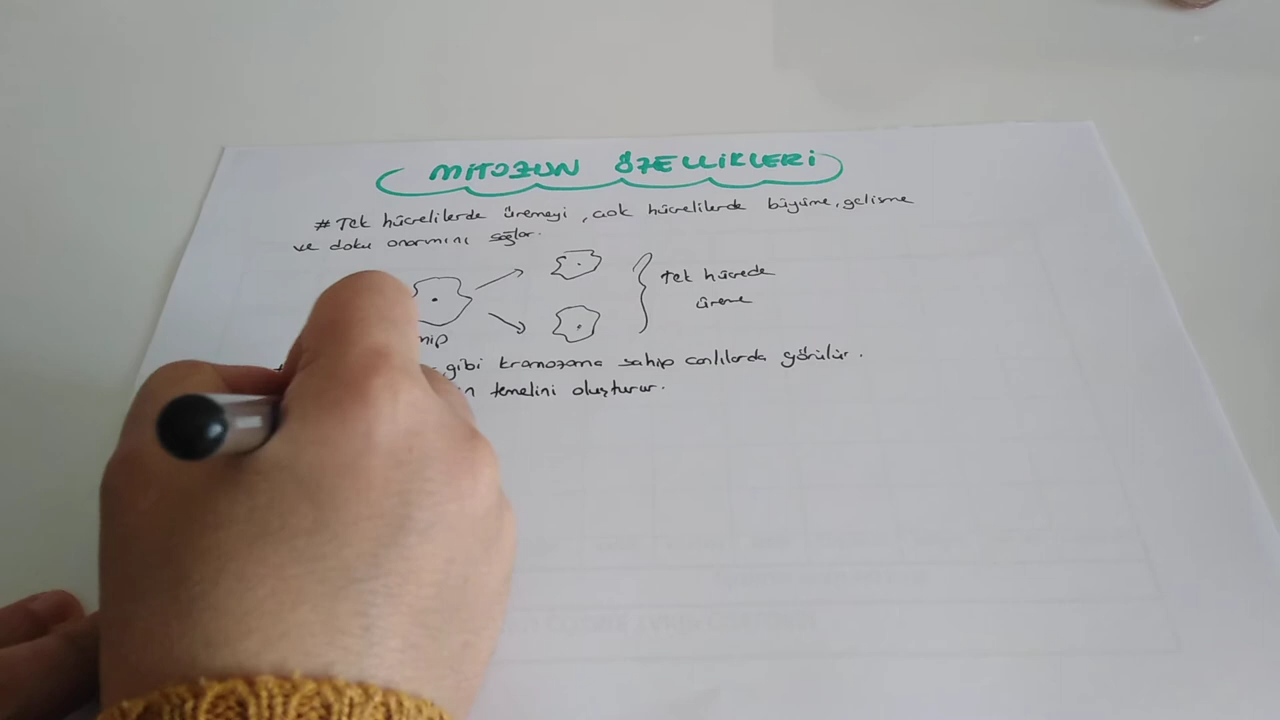 MİTOZUN ÖZELLİKLERİ
# Tek hücrelilerde üremeyi, çok hücrelilerde büyüme, gelişme
ve doku onarımını sağlar.
Tek hücrede
üreme
gibi kromozoma sahip canlılarda görülür.
temelini oluşturur.